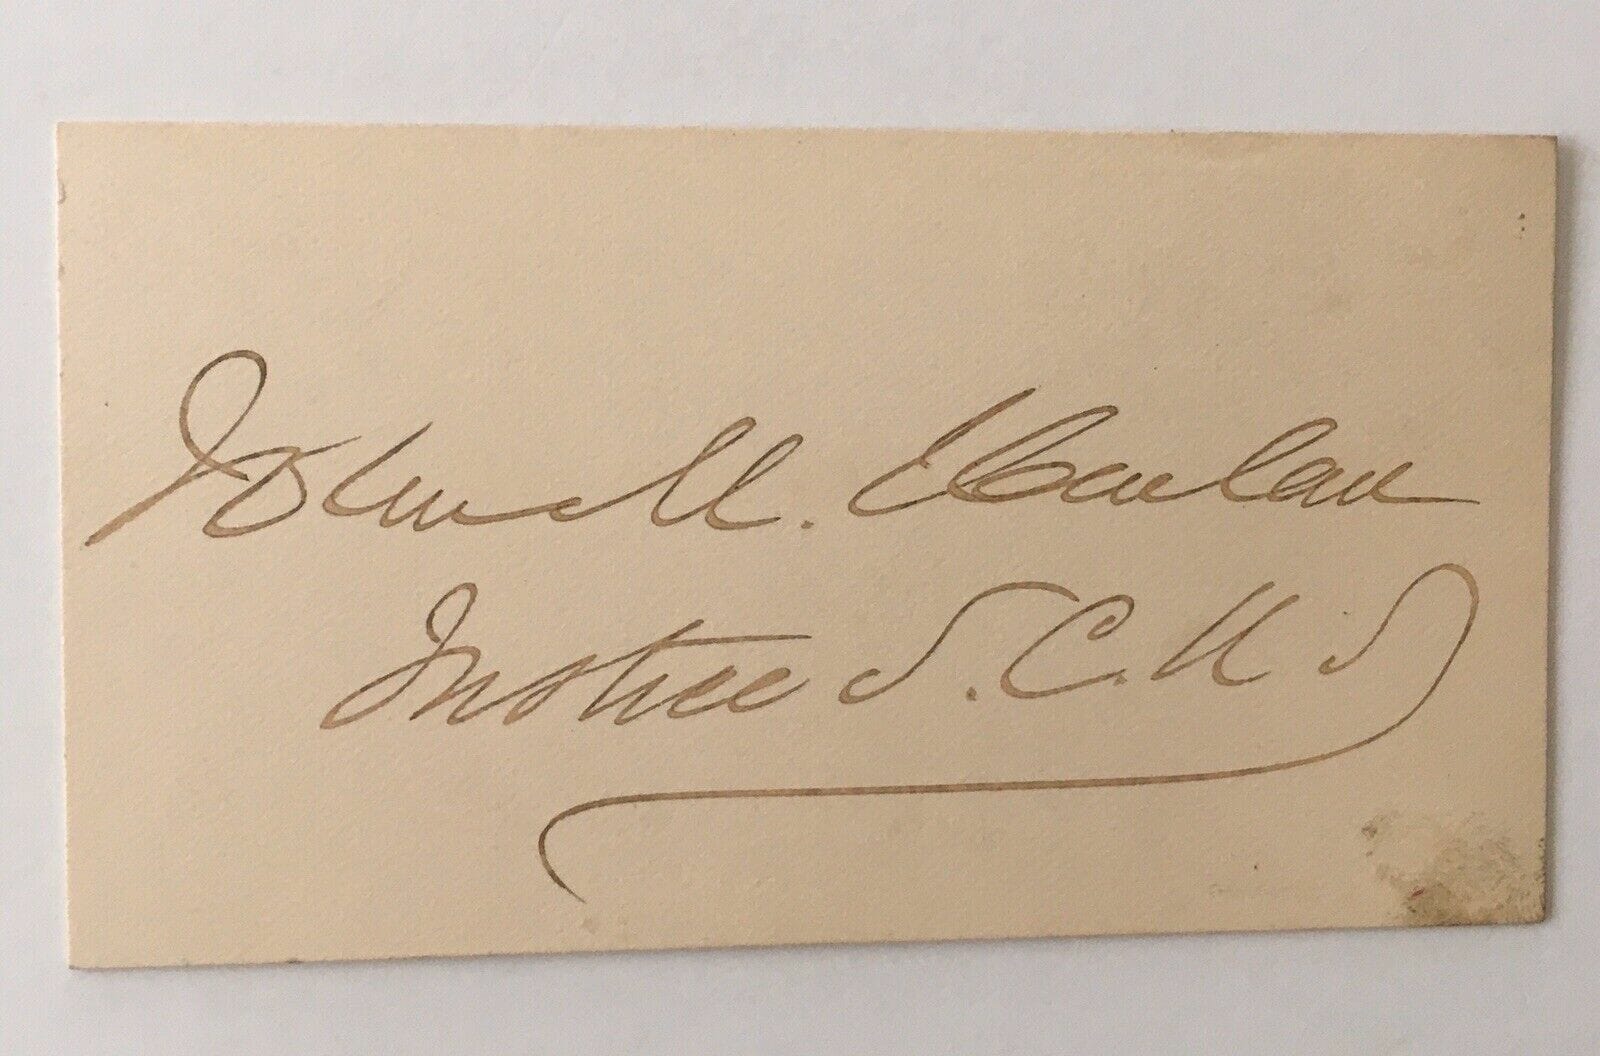 John M. Harlan
Justice S. C. U S